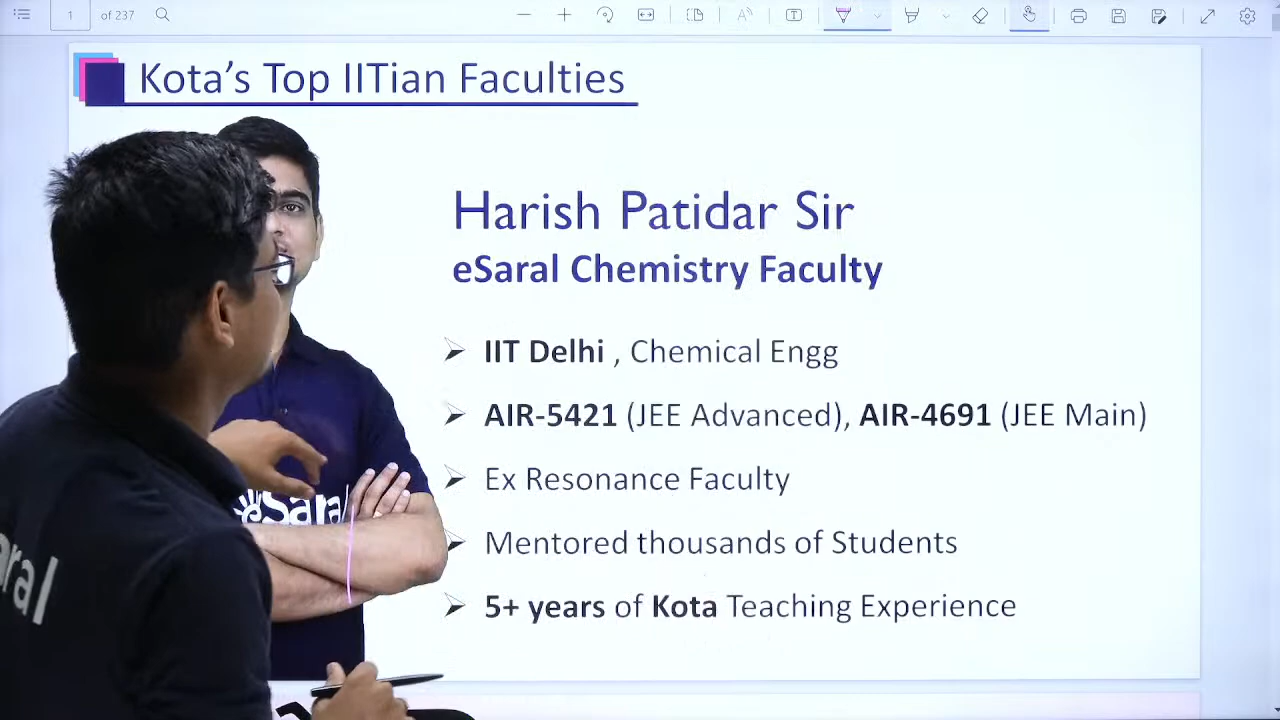 1 of 237
Kota's Top IITian Faculties
Harish Patidar Sir
eSaral Chemistry Faculty
➢ IIT Delhi , Chemical Engg
➢ AIR-5421 (JEE Advanced), AIR-4691 (JEE Main)
➢ Ex Resonance Faculty
➢ Mentored thousands of Students
➢ 5+ years of Kota Teaching Experience